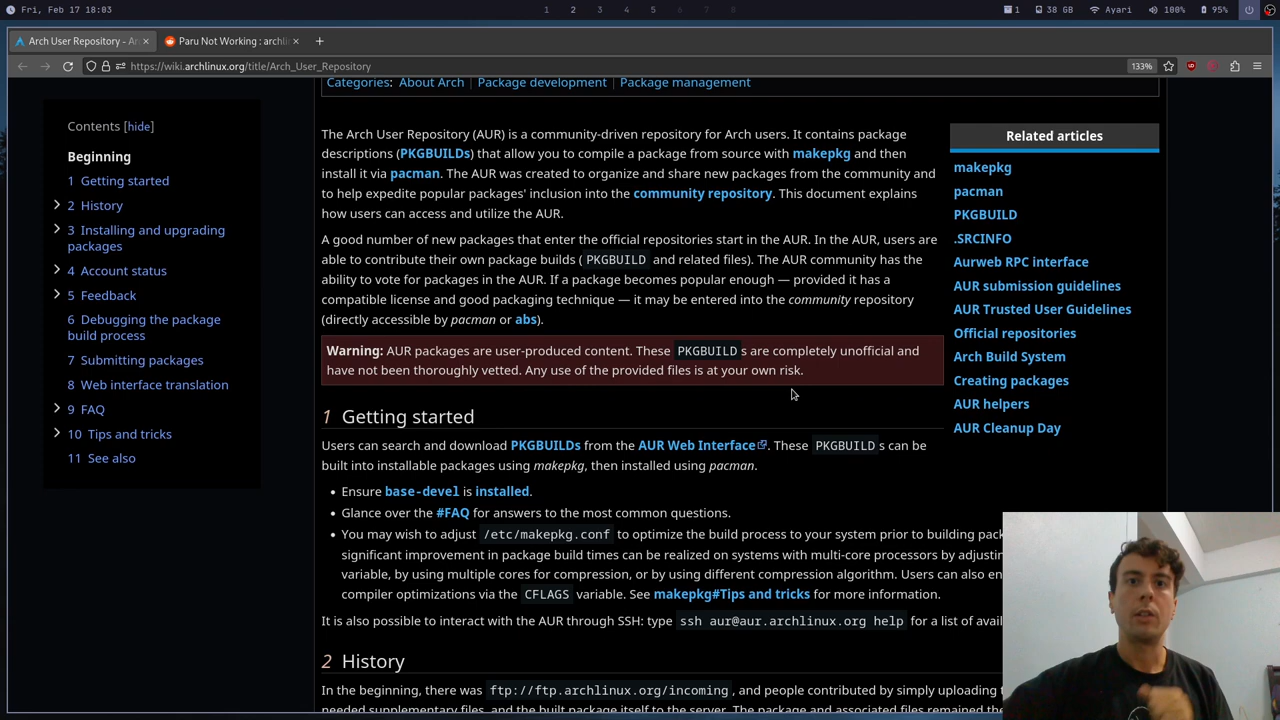 Fri, Feb 17 18:03
1 2 3 4 5 6 7 8
1 38 GB Ayari 100% 95%
Arch User Repository - Ar
Paru Not Working : archli
https://wiki.archlinux.org/title/Arch_User_Repository
133%
Categories: About Arch Package development Package management
Contents [hide]
Beginning
1 Getting started
2 History
3 Installing and upgrading
packages
4 Account status
5 Feedback
6 Debugging the package
build process
7 Submitting packages
8 Web interface translation
9 FAQ
10 Tips and tricks
11 See also
The Arch User Repository (AUR) is a community-driven repository for Arch users. It contains package
descriptions (PKGBUILDs) that allow you to compile a package from source with makepkg and then
install it via pacman. The AUR was created to organize and share new packages from the community and
to help expedite popular packages' inclusion into the community repository. This document explains
how users can access and utilize the AUR.
A good number of new packages that enter the official repositories start in the AUR. In the AUR, users are
able to contribute their own package builds (PKGBUILD and related files). The AUR community has the
ability to vote for packages in the AUR. If a package becomes popular enough — provided it has a
compatible license and good packaging technique — it may be entered into the community repository
(directly accessible by pacman or abs).
Warning: AUR packages are user-produced content. These PKGBUILD s are completely unofficial and
have not been thoroughly vetted. Any use of the provided files is at your own risk.
1 Getting started
Users can search and download PKGBUILDs from the AUR Web Interface. These PKGBUILD s can be
built into installable packages using makepkg, then installed using pacman.
Ensure base-devel is installed.
Glance over the #FAQ for answers to the most common questions.
You may wish to adjust /etc/makepkg.conf to optimize the build process to your system prior to building pack
significant improvement in package build times can be realized on systems with multi-core processors by adjustin
variable, by using multiple cores for compression, or by using different compression algorithm. Users can also en
compiler optimizations via the CFLAGS variable. See makepkg#Tips and tricks for more information.
It is also possible to interact with the AUR through SSH: type ssh aur@aur.archlinux.org help for a list of avail
2 History
In the beginning, there was ftp://ftp.archlinux.org/incoming, and people contributed by simply uploading t
needed supplementary files, and the built package itself to the server. The package and associated files remained the
Related articles
makepkg
pacman
PKGBUILD
.SRCINFO
Aurweb RPC interface
AUR submission guidelines
AUR Trusted User Guidelines
Official repositories
Arch Build System
Creating packages
AUR helpers
AUR Cleanup Day